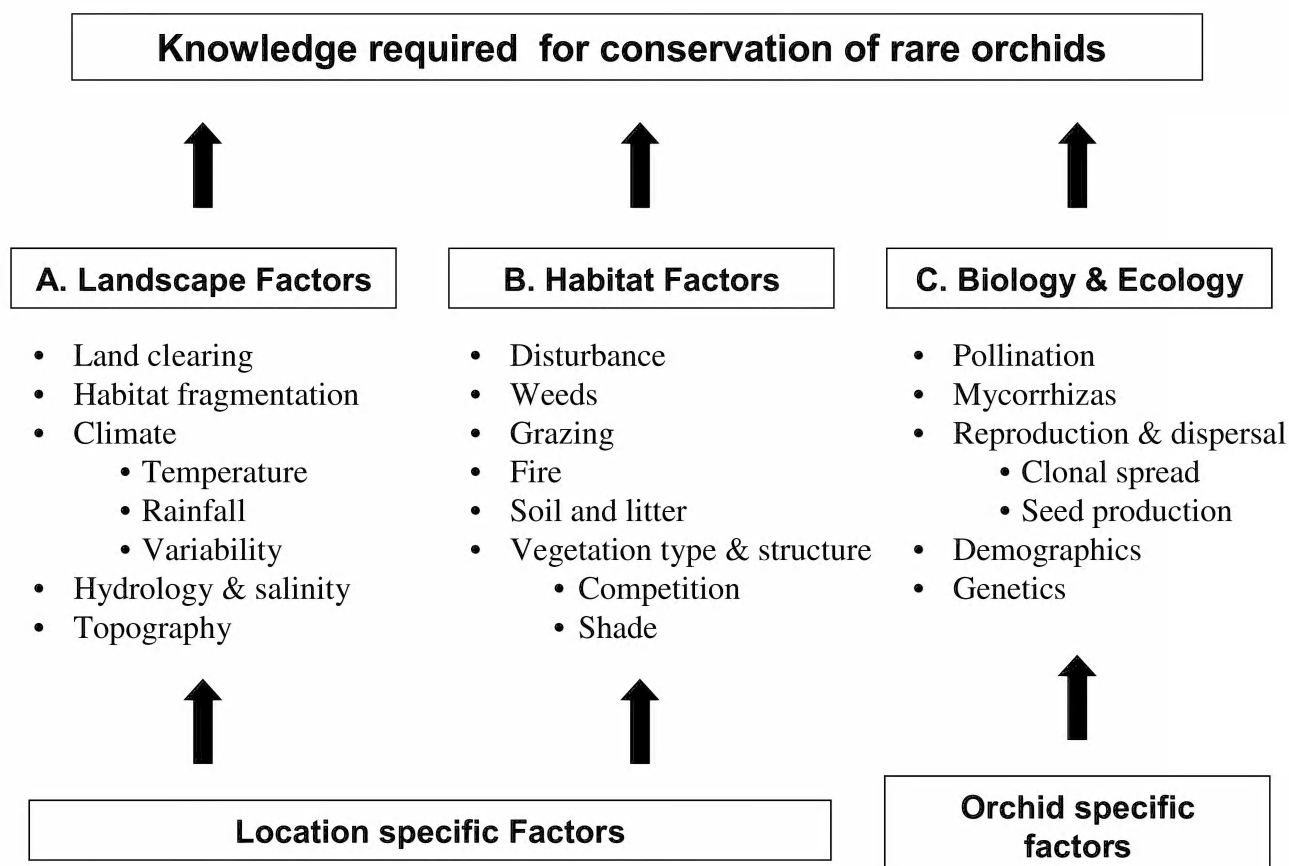 Knowledge required for conservation of rare orchids
A. Landscape Factors
• Land clearing
• Habitat fragmentation
• Climate
• Temperature
• Rainfall
• Variability
• Hydrology & salinity
• Topography
B. Habitat Factors
• Disturbance
• Weeds
• Grazing
• Fire
• Soil and litter
• Vegetation type & structure
• Competition
• Shade
C. Biology & Ecology
• Pollination
• Mycorrhizas
• Reproduction & dispersal
• Clonal spread
• Seed production
• Demographics
• Genetics
Location specific Factors
Orchid specific
factors